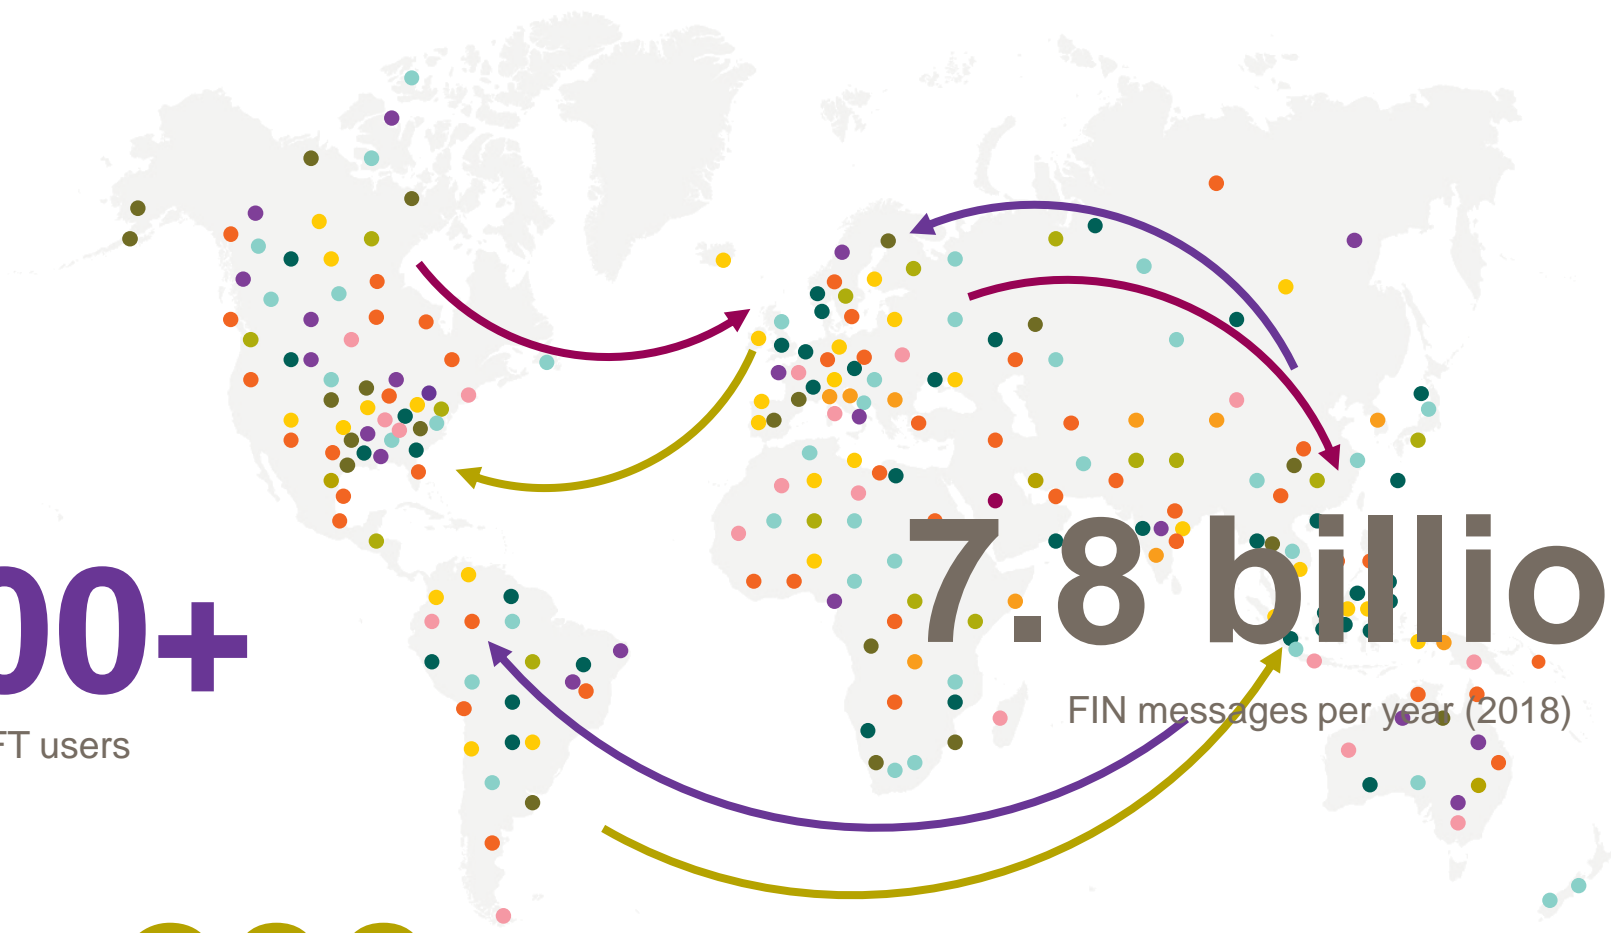 7.8 billio
00+
FIN messages per year (2018)
FT users